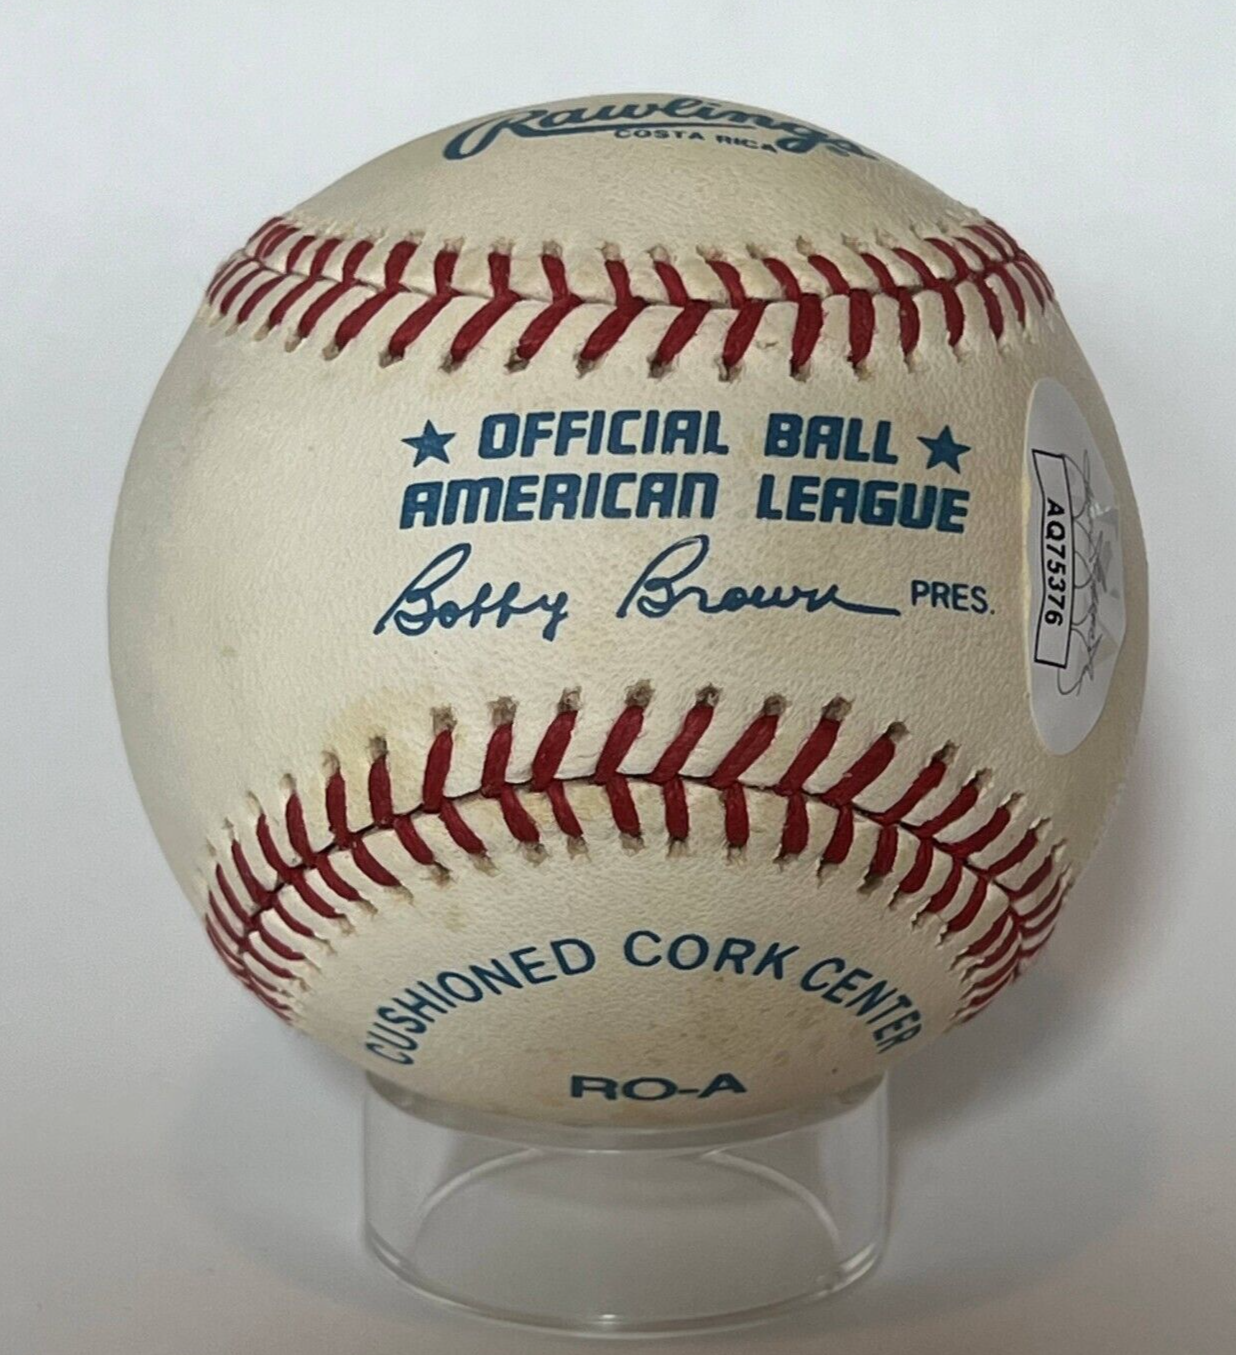 Rawlings
COSTA RICA
★ OFFICIAL BALL ★
AMERICAN LEAGUE
Bobby Brown PRES.
AQ75376
CUSHIONED CORK CENTER
RO-A